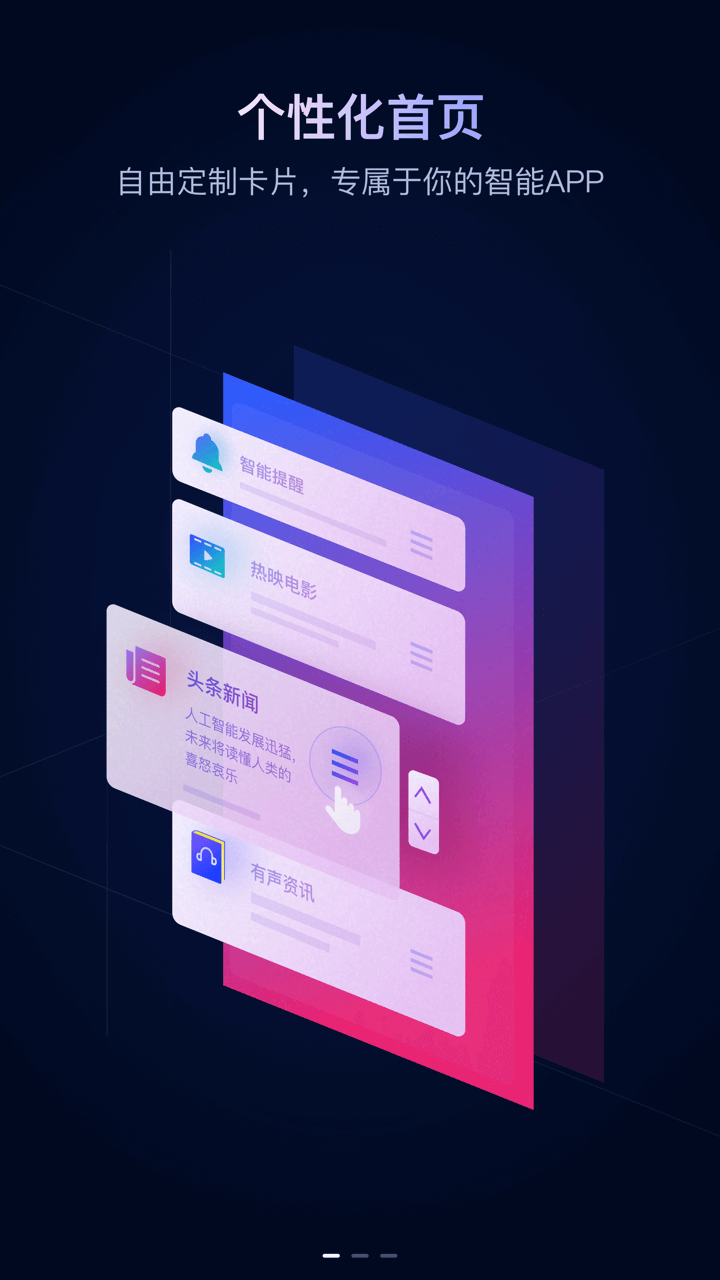 个性化首页
自由定制卡片，专属于你的智能APP
智能提醒
热映电影
头条新闻
人工智能发展迅猛，
未来将读懂人类的
喜怒哀乐
有声资讯